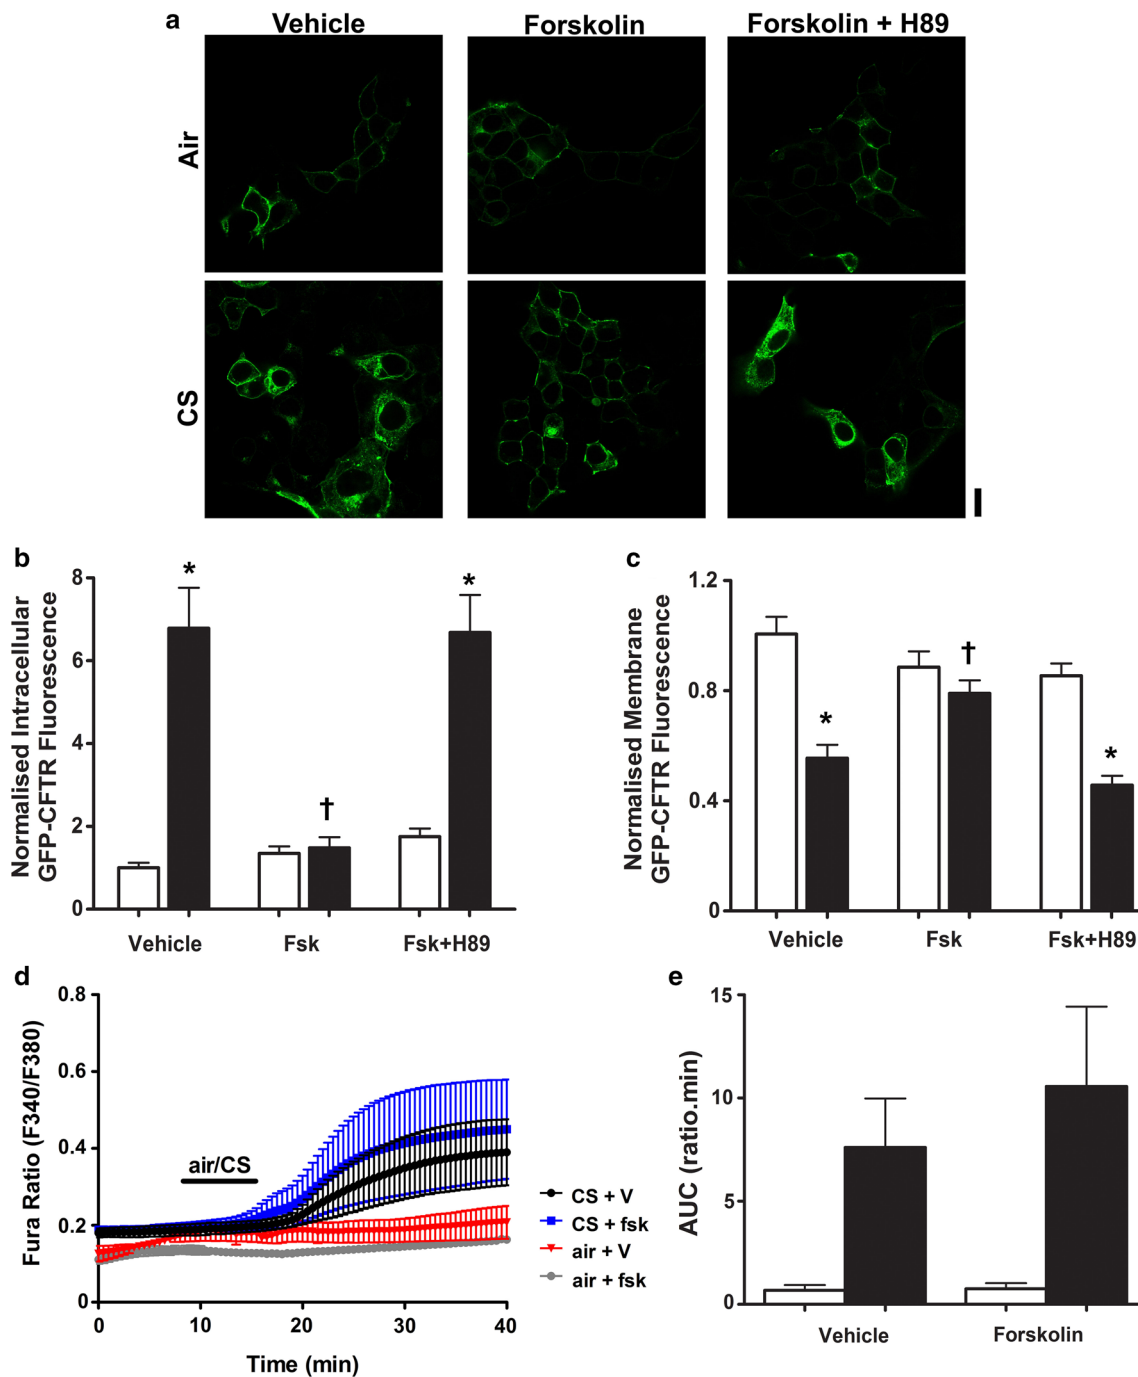 a
Vehicle
Forskolin
Forskolin + H89
Air
CS
b
Normalised Intracellular
GFP-CFTR Fluorescence
8
6
4
2
0
*
†
*
Vehicle
Fsk
Fsk+H89
c
Normalised Membrane
GFP-CFTR Fluorescence
1.2
0.8
0.4
0
*
†
*
Vehicle
Fsk
Fsk+H89
d
Fura Ratio (F340/F380)
0.8
0.6
0.4
0.2
0
air/CS
0
10
20
30
40
Time (min)
CS + V
CS + fsk
air + V
air + fsk
e
AUC (ratio.min)
15
10
5
0
Vehicle
Forskolin